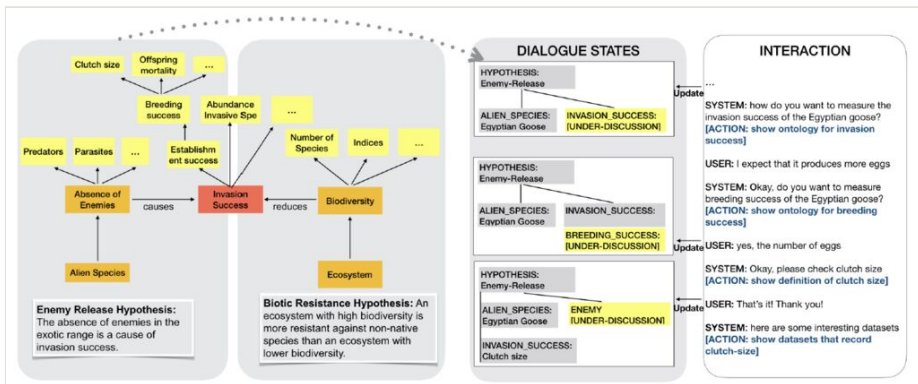 Clutch size
Offspring
mortality
...
Breeding
success
Abundance
Invasive Spe
...
Number of
Species
Indices
...
Predators
Parasites
...
Establishm
ent success
Absence of
Enemies
causes
Invasion
Success
reduces
Biodiversity
Alien Species
Ecosystem
Enemy Release Hypothesis:
The absence of enemies in the
exotic range is a cause of
invasion success.
Biotic Resistance Hypothesis: An
ecosystem with high biodiversity is
more resistant against non-native
species than an ecosystem with
lower biodiversity.
DIALOGUE STATES
HYPOTHESIS:
Enemy-Release
ALIEN_SPECIES:
Egyptian Goose
INVASION_SUCCESS:
[UNDER-DISCUSSION]
HYPOTHESIS:
Enemy-Release
ALIEN_SPECIES:
Egyptian Goose
INVASION_SUCCESS:
BREEDING_SUCCESS:
[UNDER-DISCUSSION]
HYPOTHESIS:
Enemy-Release
ALIEN_SPECIES:
Egyptian Goose
ENEMY
[UNDER-DISCUSSION]
INVASION_SUCCESS:
Clutch size
Update
Update
Update
INTERACTION
...
SYSTEM: how do you want to measure the
invasion success of the Egyptian goose?
[ACTION: show ontology for invasion
success]
USER: I expect that it produces more eggs
SYSTEM: Okay, do you want to measure
breeding success of the Egyptian goose?
[ACTION: show ontology for breeding
success]
USER: yes, the number of eggs
SYSTEM: Okay, please check clutch size
[ACTION: show definition of clutch size]
USER: That's it! Thank you!
SYSTEM: here are some interesting datasets
[ACTION: show datasets that record
clutch-size]